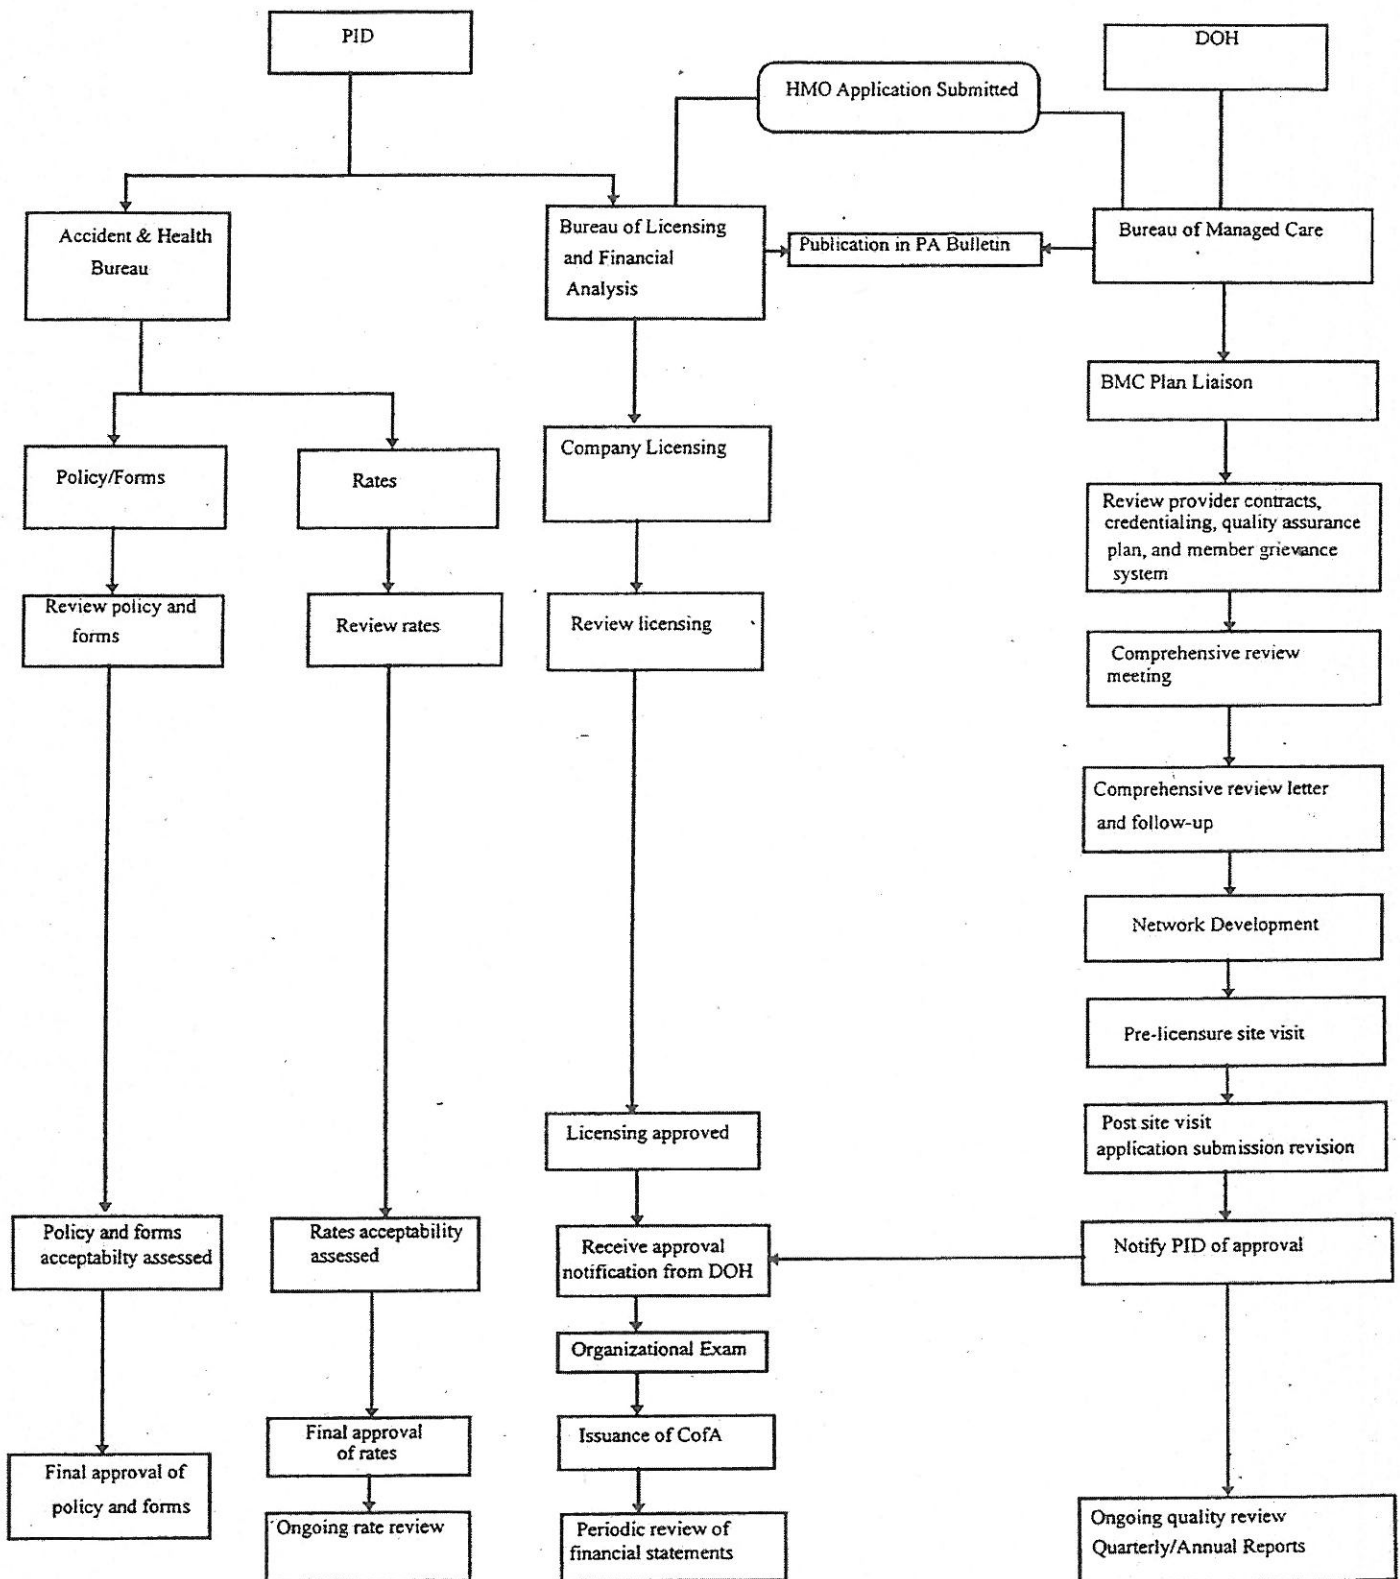 PID
DOH
HMO Application Submitted
Accident & Health
Bureau
Bureau of Licensing
and Financial
Analysis
Publication in PA Bulletin
Bureau of Managed Care
BMC Plan Liaison
Policy/Forms
Rates
Company Licensing
Review provider contracts,
credentialing, quality assurance
plan, and member grievance
system
Review policy and
forms
Review rates
Review licensing
Comprehensive review
meeting
Comprehensive review letter
and follow-up
Network Development
Pre-licensure site visit
Licensing approved
Post site visit
application submission revision
Policy and forms
acceptabilty assessed
Rates acceptability
assessed
Receive approval
notification from DOH
Notify PID of approval
Organizational Exam
Final approval
of rates
Issuance of CofA
Final approval of
policy and forms
Ongoing rate review
Periodic review of
financial statements
Ongoing quality review
Quarterly/Annual Reports